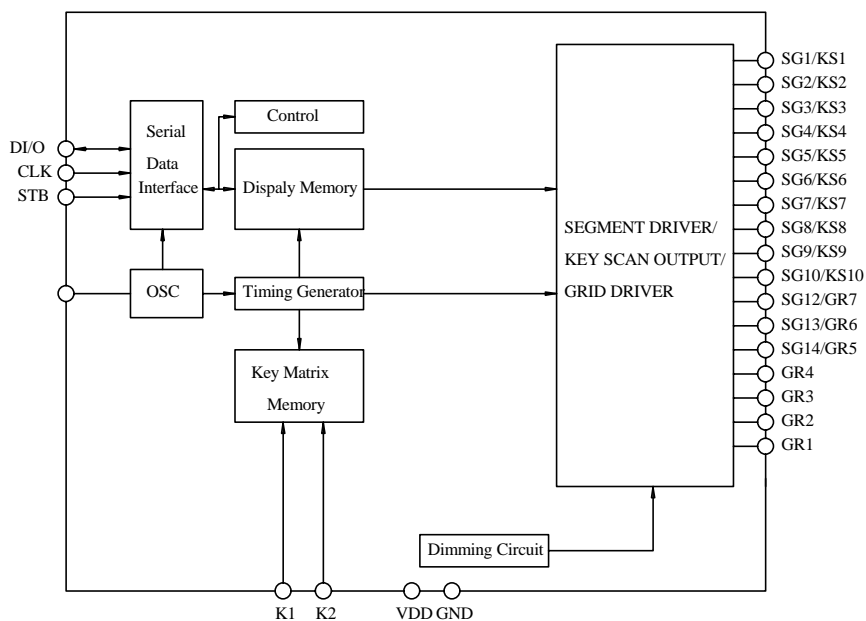 SG1/KS1
SG2/KS2
SG3/KS3
SG4/KS4
SG5/KS5
SG6/KS6
SG7/KS7
SG8/KS8
SG9/KS9
SG10/KS10
SG12/GR7
SG13/GR6
SG14/GR5
GR4
GR3
GR2
GR1
DI/O
CLK
STB
Serial
Data
Interface
Control
Dispaly Memory
OSC
Timing Generator
Key Matrix
Memory
SEGMENT DRIVER/
KEY SCAN OUTPUT/
GRID DRIVER
Dimming Circuit
K1
K2
VDD
GND